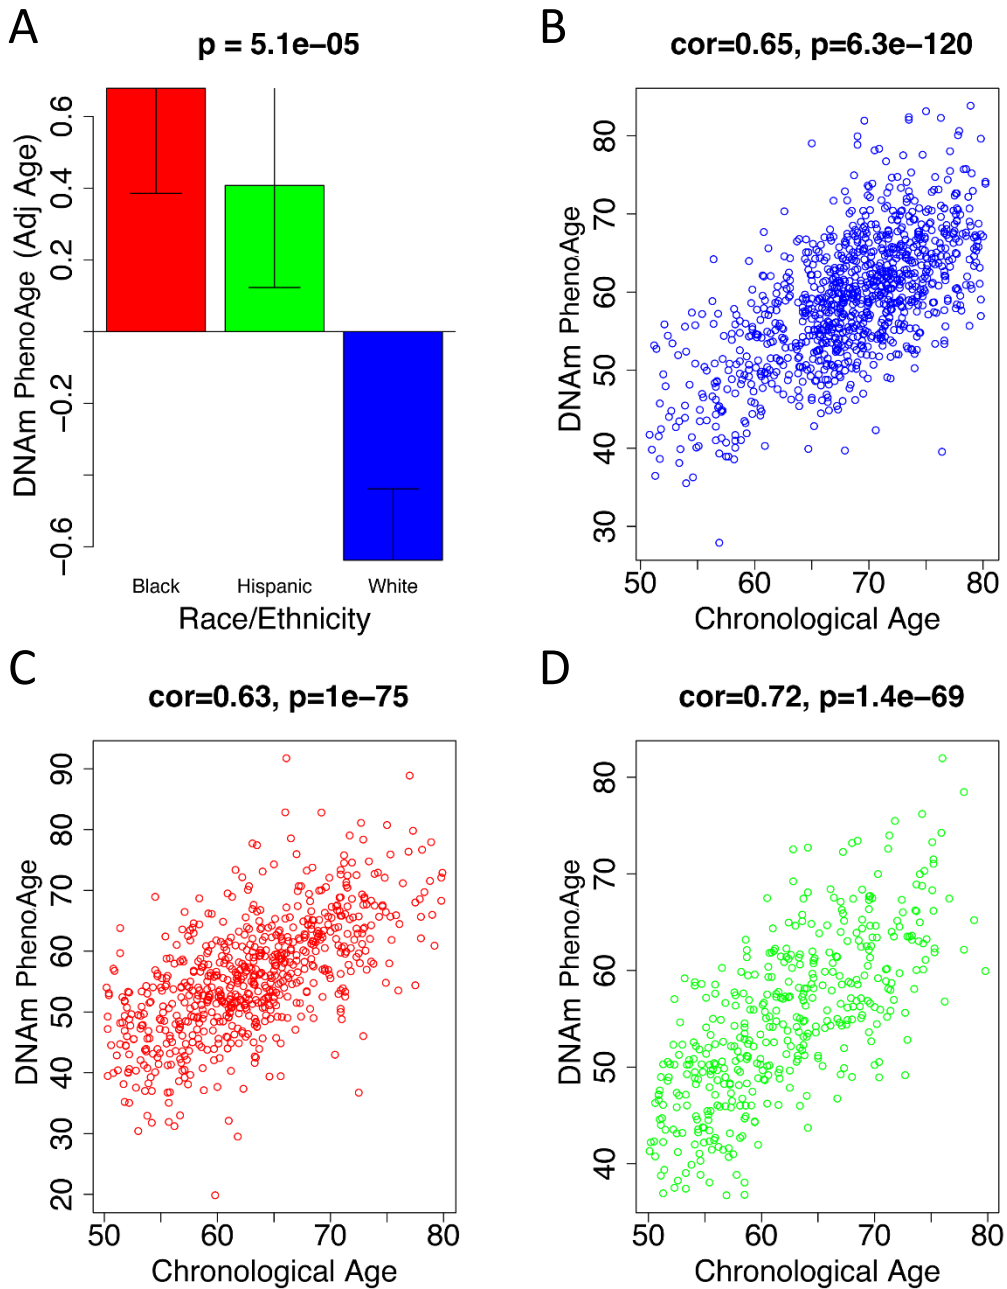 A
p = 5.1e−05
DNAm PhenoAge (Adj Age)
0.6
0.4
0.2
−0.2
−0.6
Black
Hispanic
White
Race/Ethnicity
B
cor=0.65, p=6.3e−120
DNAm PhenoAge
80
70
60
50
40
30
50
60
70
80
Chronological Age
C
cor=0.63, p=1e−75
DNAm PhenoAge
90
80
70
60
50
40
30
20
50
60
70
80
Chronological Age
D
cor=0.72, p=1.4e−69
DNAm PhenoAge
80
70
60
50
40
50
60
70
80
Chronological Age